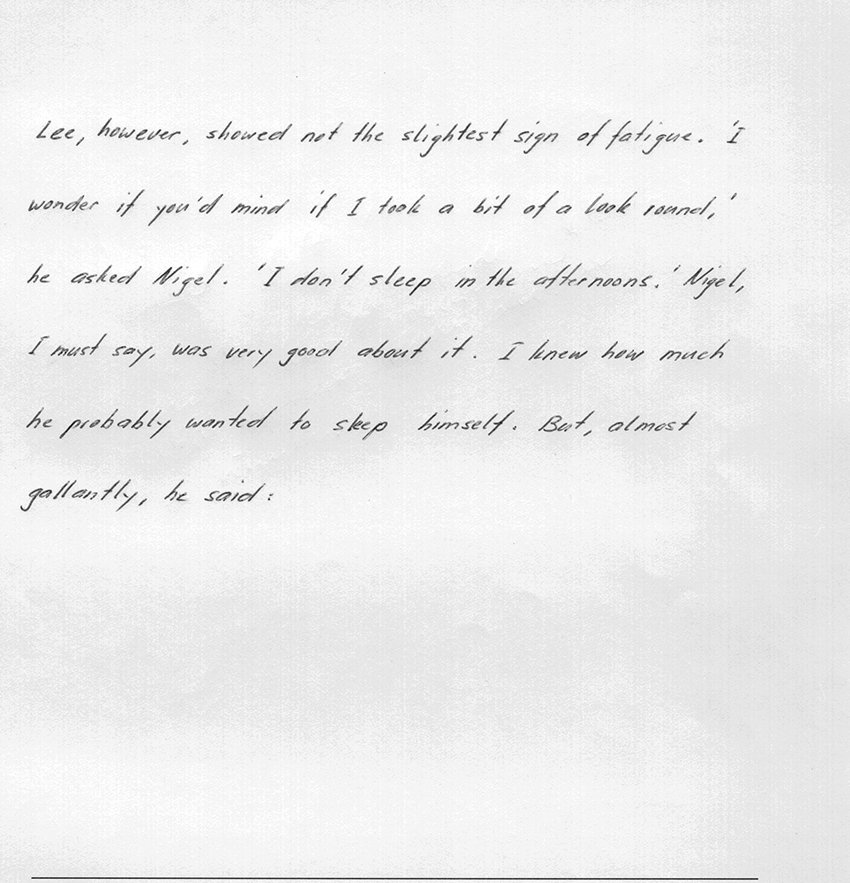 Lee, however, showed not the slightest sign of fatigue. 'I
wonder if you'd mind if I took a bit of a look round,'
he asked Nigel. 'I don't sleep in the afternoons.' Nigel,
I must say, was very good about it. I knew how much
he probably wanted to sleep himself. But, almost
gallantly, he said: